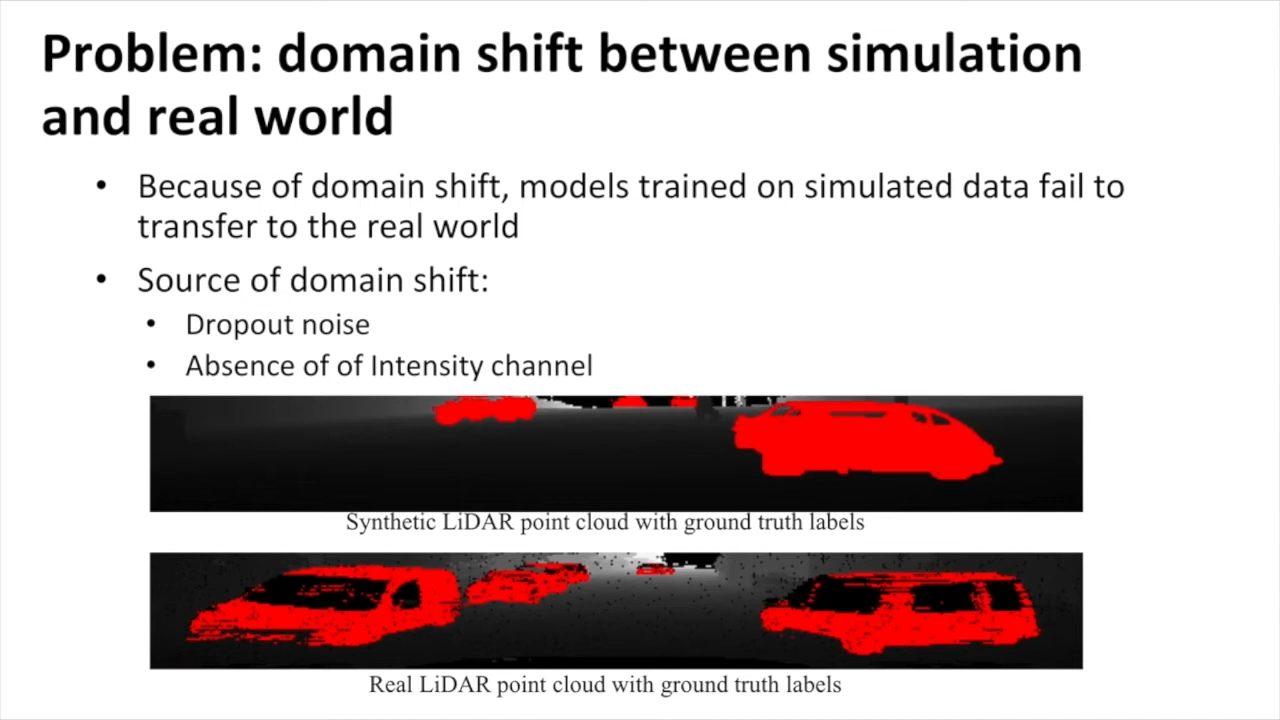 Problem: domain shift between simulation
and real world
• Because of domain shift, models trained on simulated data fail to
transfer to the real world
• Source of domain shift:
• Dropout noise
• Absence of of Intensity channel
Synthetic LiDAR point cloud with ground truth labels
Real LiDAR point cloud with ground truth labels